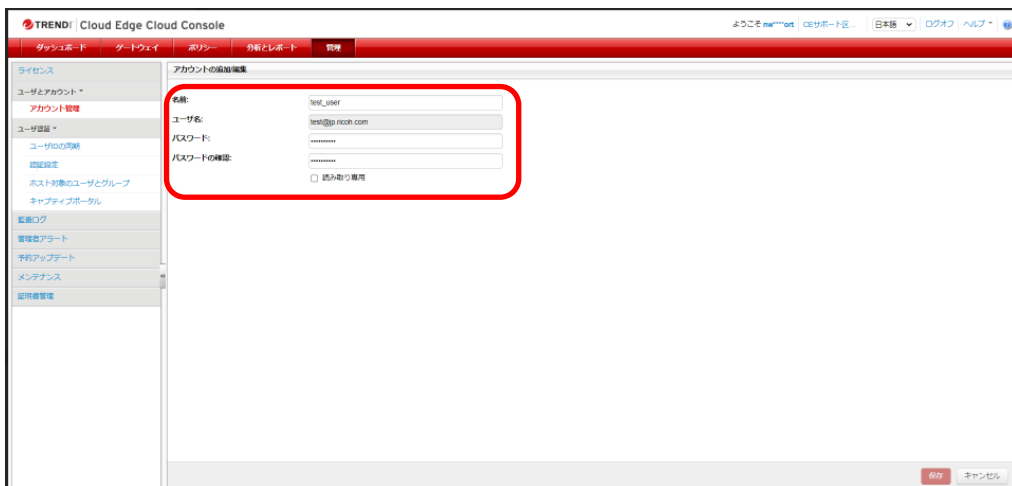 TREND Cloud Edge Cloud Console
ようこそ nw****ort CEサポート区... 日本語 ログオフ ヘルプ
ダッシュボード ゲートウェイ ポリシー 分析とレポート 管理
ライセンス
ユーザとアカウント
アカウント管理
ユーザ認証
ユーザIDの同期
認証設定
ホスト対象のユーザとグループ
キャプティブポータル
監査ログ
管理者アラート
予約アップデート
メンテナンス
証明書管理
アカウントの追加/編集
名前: test_user
ユーザ名: test@jp.ricoh.com
パスワード: ••••••••••
パスワードの確認: ••••••••••
読み取り専用
保存 キャンセル